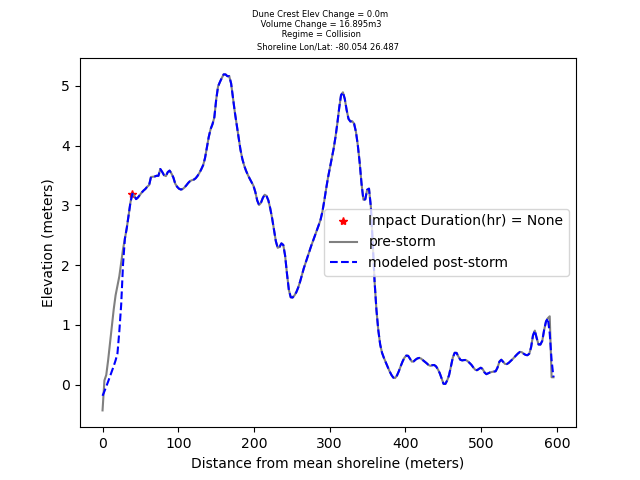 Dune Crest Elev Change = 0.0m
Volume Change = 16.895m3
Regime = Collision
Shoreline Lon/Lat: -80.054 26.487
5
4
3
2
1
0
Elevation (meters)
Impact Duration(hr) = None
pre-storm
modeled post-storm
0 100 200 300 400 500 600
Distance from mean shoreline (meters)